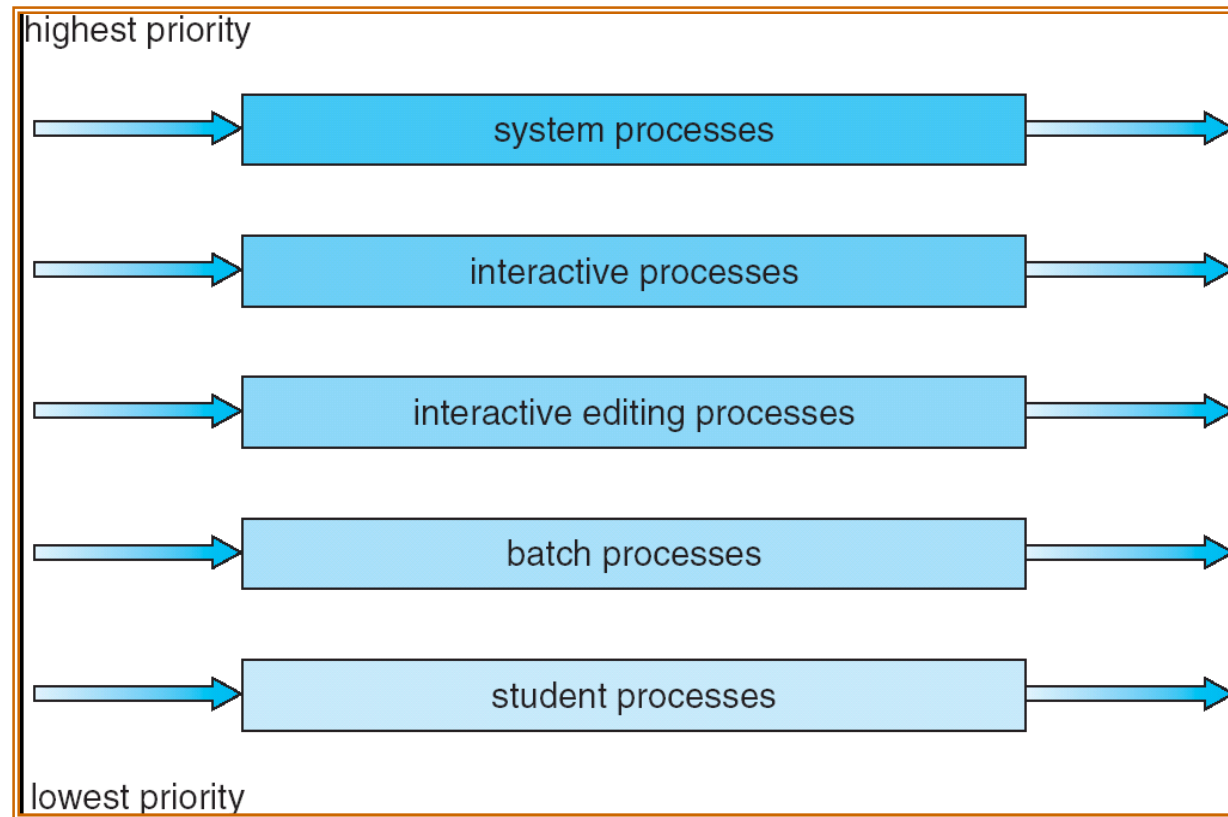 highest priority
system processes
interactive processes
interactive editing processes
batch processes
student processes
lowest priority